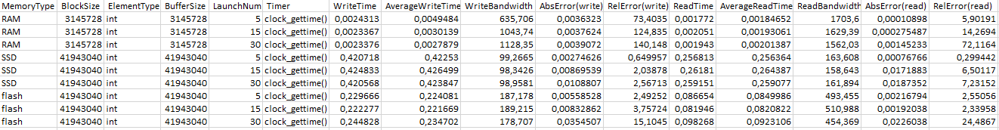 MemoryType BlockSize ElementType BufferSize LaunchNum Timer WriteTime AverageWriteTime WriteBandwidth AbsError(write) RelError(write) ReadTime AverageReadTime ReadBandwidth AbsError(read) RelError(read)
RAM 3145728 int 3145728 5 clock_gettime() 0,0024313 0,0049484 635,706 0,0036323 73,4035 0,001772 0,00184652 1703,6 0,00010898 5,90191
RAM 3145728 int 3145728 15 clock_gettime() 0,0023367 0,0030139 1043,74 0,0037624 124,835 0,002051 0,00193061 1629,39 0,000275487 14,2694
RAM 3145728 int 3145728 30 clock_gettime() 0,0023376 0,0027879 1128,35 0,0039072 140,148 0,001943 0,00201387 1562,03 0,00145233 72,1164
SSD 41943040 int 41943040 5 clock_gettime() 0,420718 0,42253 99,2665 0,00274626 0,649957 0,256813 0,256364 163,608 0,00076766 0,299442
SSD 41943040 int 41943040 15 clock_gettime() 0,424833 0,426499 98,3426 0,00869539 2,03878 0,26181 0,264387 158,643 0,0171883 6,50117
SSD 41943040 int 41943040 30 clock_gettime() 0,420568 0,423847 98,9581 0,0108807 2,56713 0,259151 0,259077 161,894 0,0187352 7,23152
flash 41943040 int 41943040 5 clock_gettime() 0,229666 0,224081 187,178 0,00558528 2,49252 0,086654 0,0849986 493,455 0,00216794 2,55056
flash 41943040 int 41943040 15 clock_gettime() 0,222277 0,221669 189,215 0,00832862 3,75724 0,081946 0,0820822 510,988 0,00192038 2,33958
flash 41943040 int 41943040 30 clock_gettime() 0,244828 0,234702 178,707 0,0354507 15,1045 0,098268 0,0923106 454,369 0,0226038 24,4867